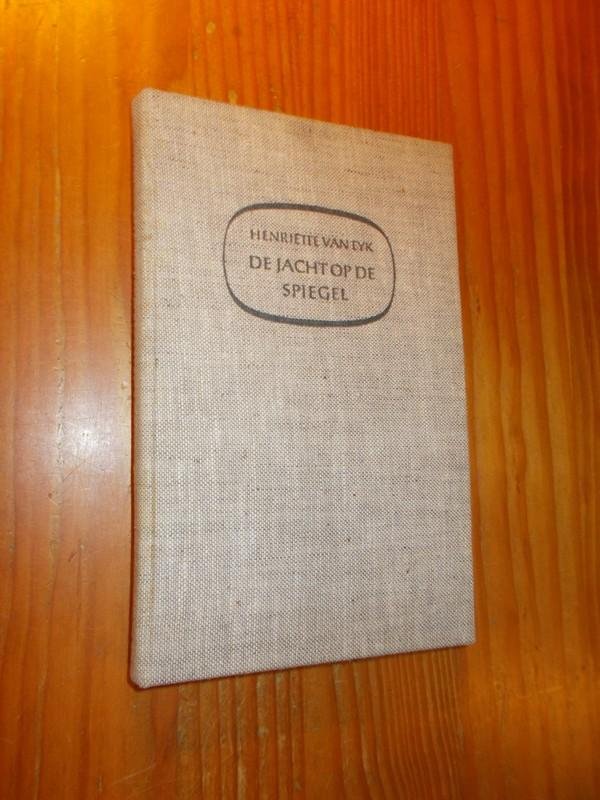 HENRIETTE VAN EYK
DE JACHT OP DE
SPIEGEL